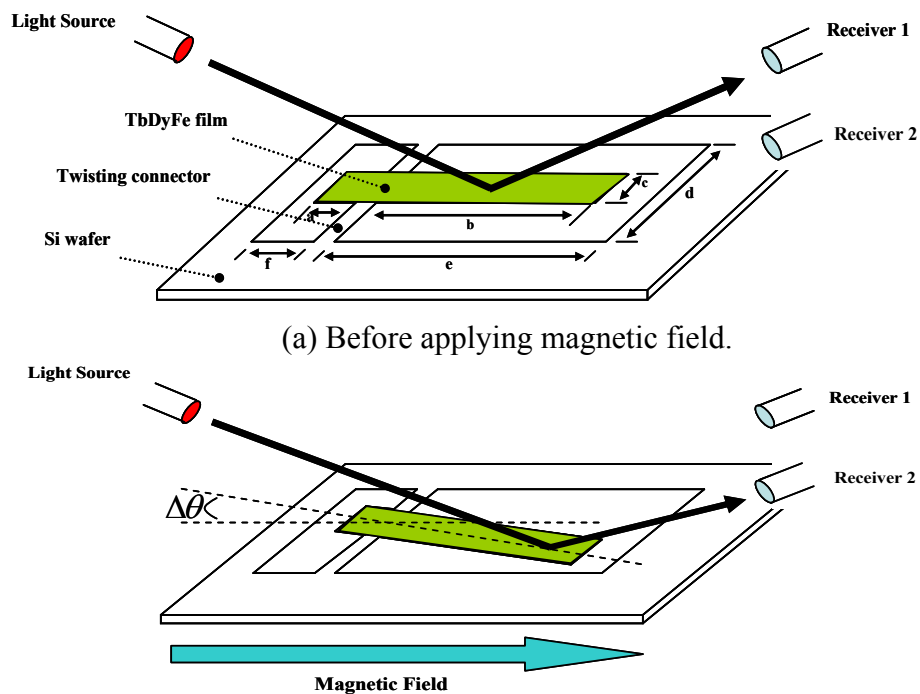 Light Source
Receiver 1
TbDyFe film
Receiver 2
Twisting connector
c
d
a
b
Si wafer
f
e
(a) Before applying magnetic field.
Light Source
Receiver 1
Receiver 2
Δθ
Magnetic Field